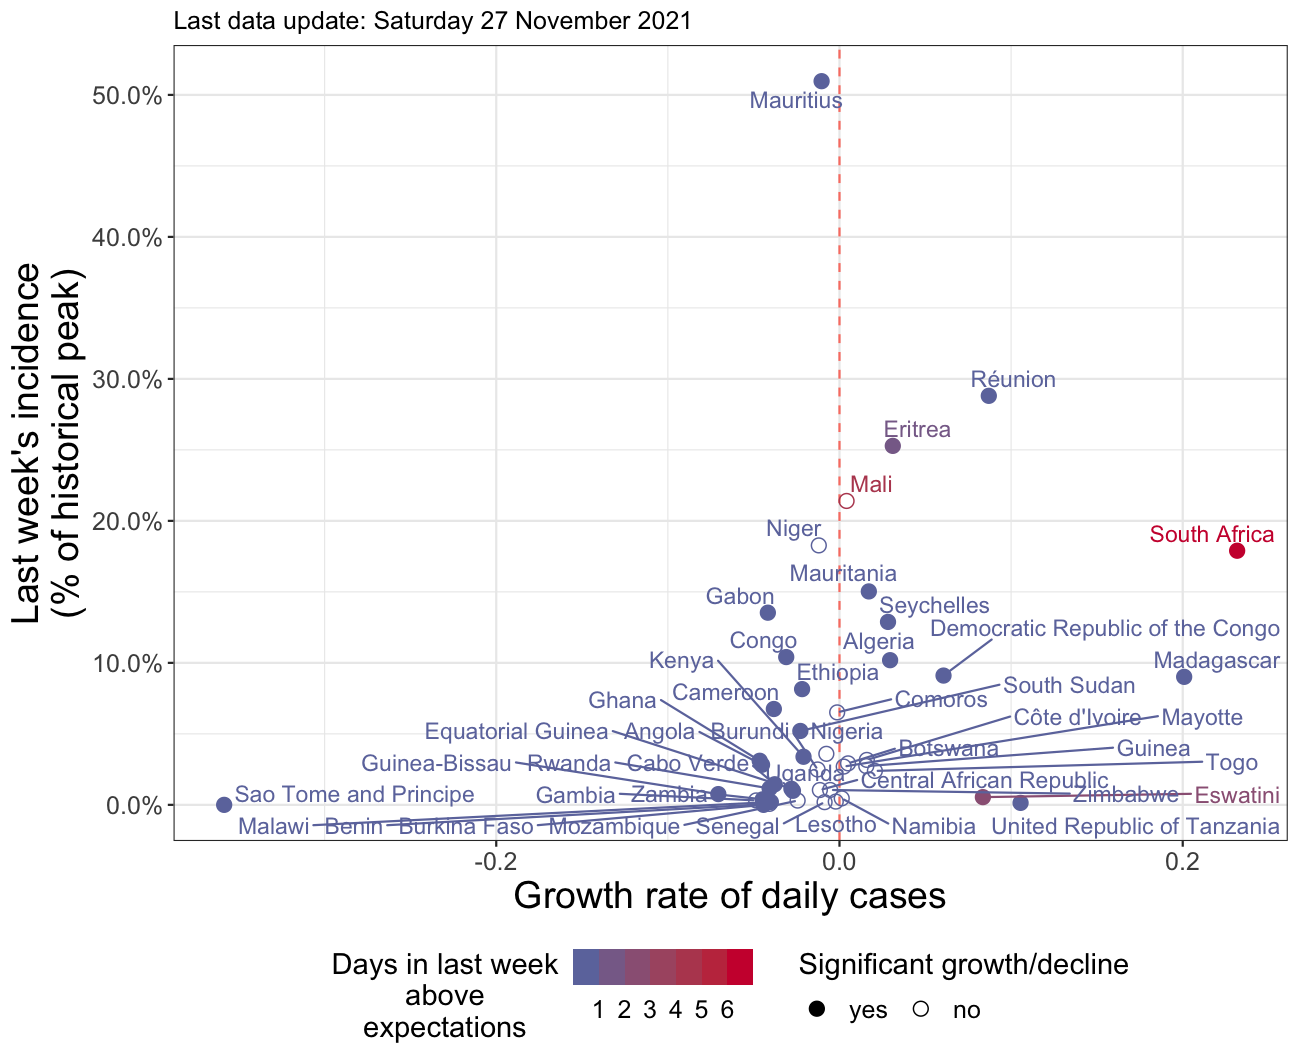 Last data update: Saturday 27 November 2021
Last week's incidence
(% of historical peak)
50.0%
40.0%
30.0%
20.0%
10.0%
0.0%
Mauritius
Réunion
Eritrea
Mali
Niger
South Africa
Mauritania
Gabon
Seychelles
Democratic Republic of the Congo
Congo
Algeria
Kenya
Madagascar
Ethiopia
Ghana
Cameroon
South Sudan
Comoros
Côte d'Ivoire
Mayotte
Equatorial Guinea
Angola
Burundi
Nigeria
Botswana
Guinea
Guinea-Bissau
Rwanda
Cabo Verde
Togo
Uganda
Central African Republic
Sao Tome and Principe
Gambia
Zambia
Zimbabwe
Eswatini
Malawi
Benin
Burkina Faso
Mozambique
Senegal
Lesotho
Namibia
United Republic of Tanzania
-0.2
0.0
0.2
Growth rate of daily cases
Days in last week
above
expectations
1 2 3 4 5 6
Significant growth/decline
yes
no